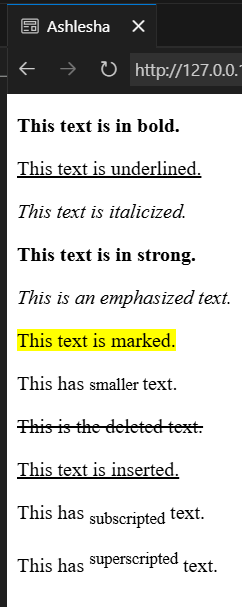 Ashlesha
http://127.0.0.1
This text is in bold.
This text is underlined.
This text is italicized.
This text is in strong.
This is an emphasized text.
This text is marked.
This has smaller text.
This is the deleted text.
This text is inserted.
This has subscripted text.
This has superscripted text.